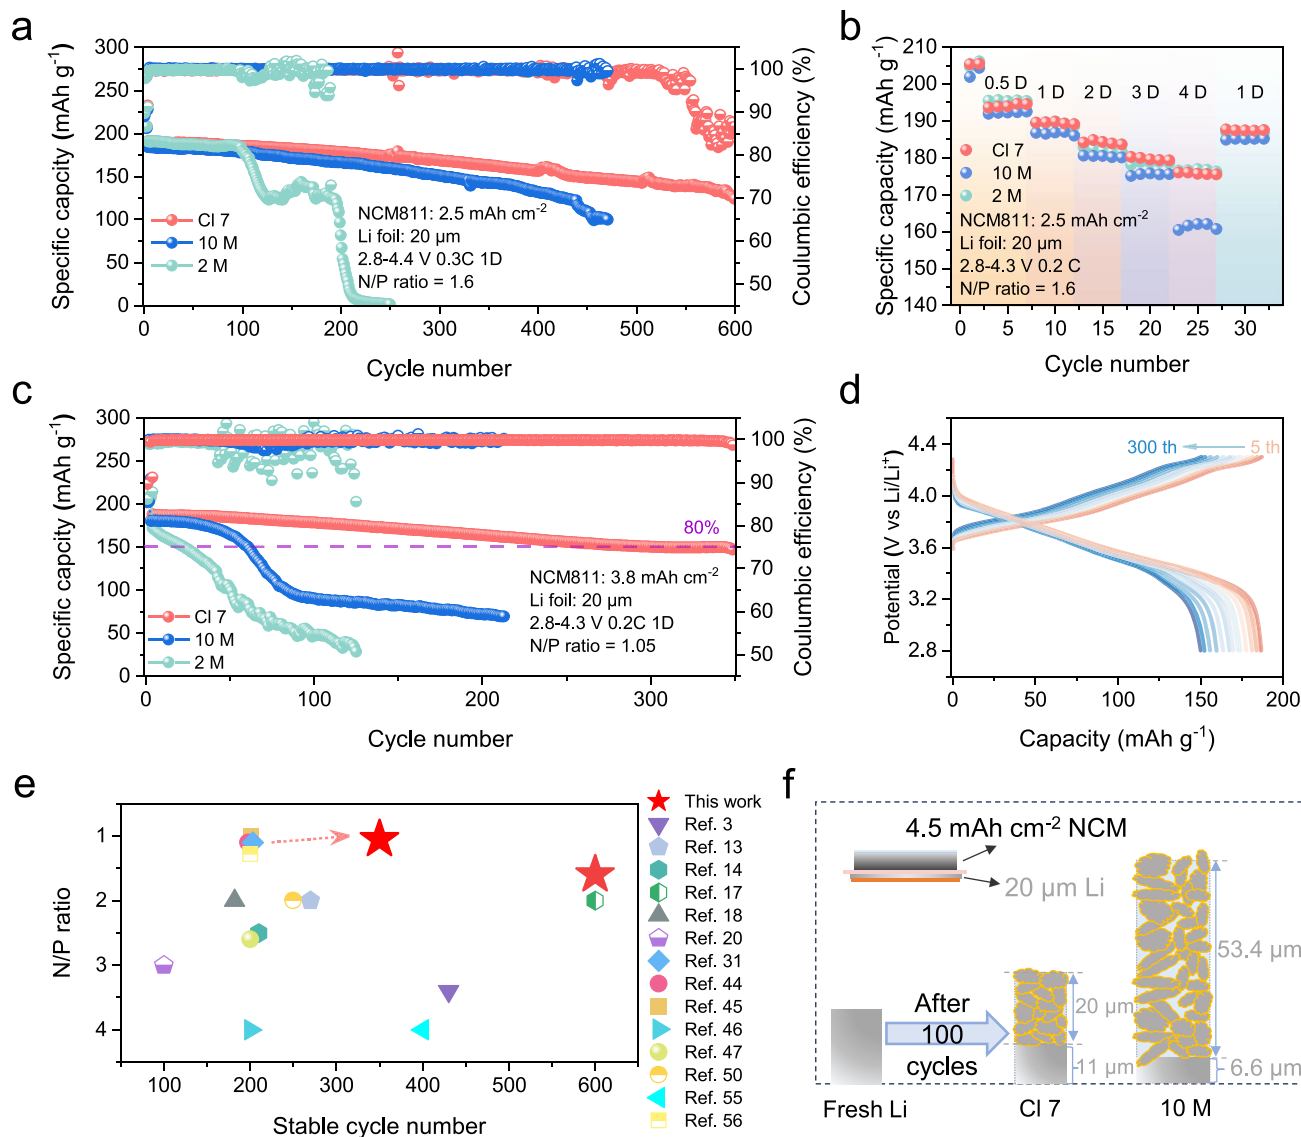 a
Specific capcity (mAh g⁻¹)
300
250
200
150
100
50
0
0
100
200
300
400
500
600
Cycle number
Coulumbic efficiency (%)
100
90
80
70
60
50
Cl 7
10 M
2 M
NCM811: 2.5 mAh cm⁻²
Li foil: 20 μm
2.8-4.4 V 0.3C 1D
N/P ratio = 1.6
b
Specific capacity (mAh g⁻¹)
210
200
190
180
170
160
150
140
0
5
10
15
20
25
30
Cycle number
0.5 D
1 D
2 D
3 D
4 D
1 D
Cl 7
10 M
2 M
NCM811: 2.5 mAh cm⁻²
Li foil: 20 μm
2.8-4.3 V 0.2 C
N/P ratio = 1.6
c
Specific capcity (mAh g⁻¹)
300
250
200
150
100
50
0
0
100
200
300
Cycle number
Coulumbic efficiency (%)
100
90
80
70
60
50
80%
Cl 7
10 M
2 M
NCM811: 3.8 mAh cm⁻²
Li foil: 20 μm
2.8-4.3 V 0.2C 1D
N/P ratio = 1.05
d
Potential (V vs Li/Li⁺)
4.4
4.0
3.6
3.2
2.8
0
50
100
150
200
Capacity (mAh g⁻¹)
300 th
5 th
e
N/P ratio
1
2
3
4
100
200
300
400
500
600
Stable cycle number
This work
Ref. 3
Ref. 13
Ref. 14
Ref. 17
Ref. 18
Ref. 20
Ref. 31
Ref. 44
Ref. 45
Ref. 46
Ref. 47
Ref. 50
Ref. 55
Ref. 56
f
4.5 mAh cm⁻² NCM
20 μm Li
After
100
cycles
20 μm
11 μm
53.4 μm
6.6 μm
Fresh Li
Cl 7
10 M